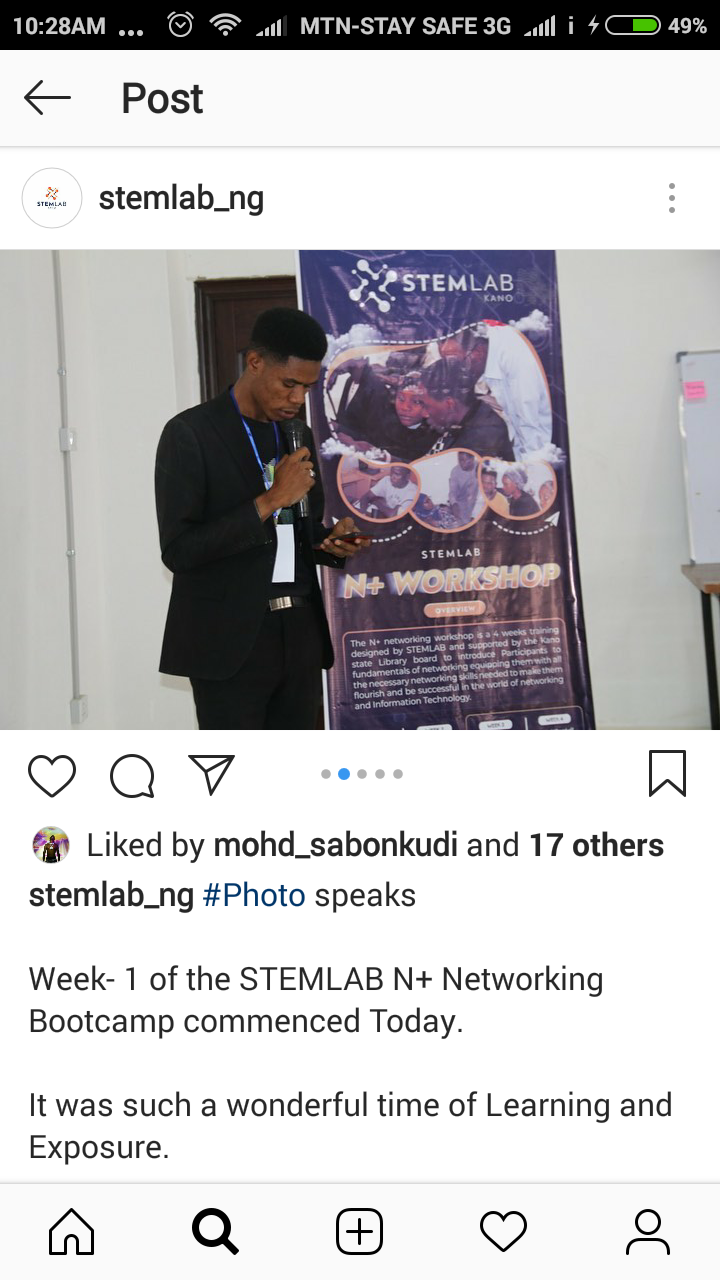 10:28AM ... MTN-STAY SAFE 3G 49%
Post
STEMLAB
stemlab_ng
STEMLAB
KANO
STEMLAB
N+ WORKSHOP
OVERVIEW
The N+ networking workshop is a 4 weeks training
designed by STEMLAB and supported by the Kano
state Library board to introduce Participants to
fundamentals of networking equipping them with all
the necessary networking skills needed to make them
flourish and be successful in the world of networking
and Information Technology.
WEEK 3 WEEK 4
Liked by mohd_sabonkudi and 17 others
stemlab_ng #Photo speaks
Week- 1 of the STEMLAB N+ Networking
Bootcamp commenced Today.
It was such a wonderful time of Learning and
Exposure.